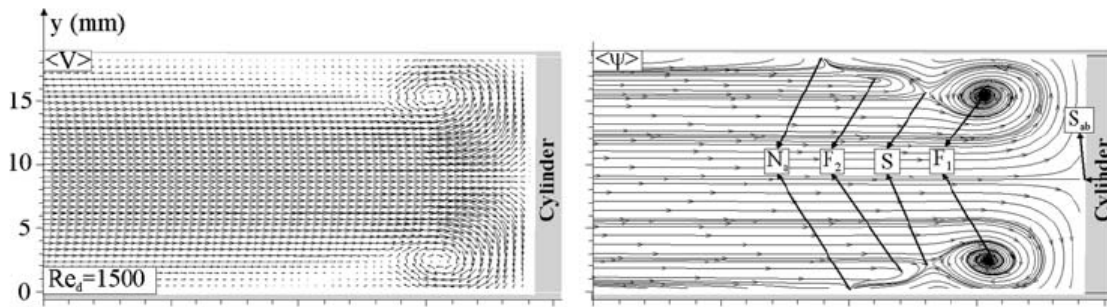 y (mm)
<V>
15
10
5
0
Re_d=1500
Cylinder
<ψ>
N_s F_2 S F_1
S_ab
Cylinder